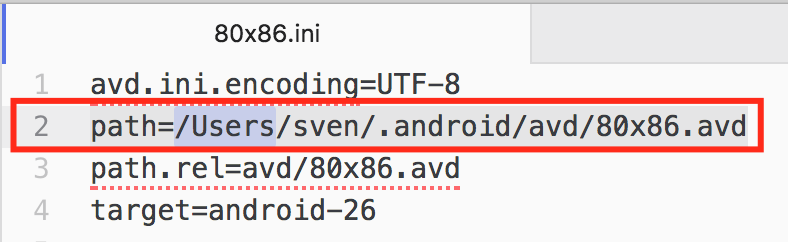 80x86.ini
1 avd.ini.encoding=UTF-8
2 path=/Users/sven/.android/avd/80x86.avd
3 path.rel=avd/80x86.avd
4 target=android-26